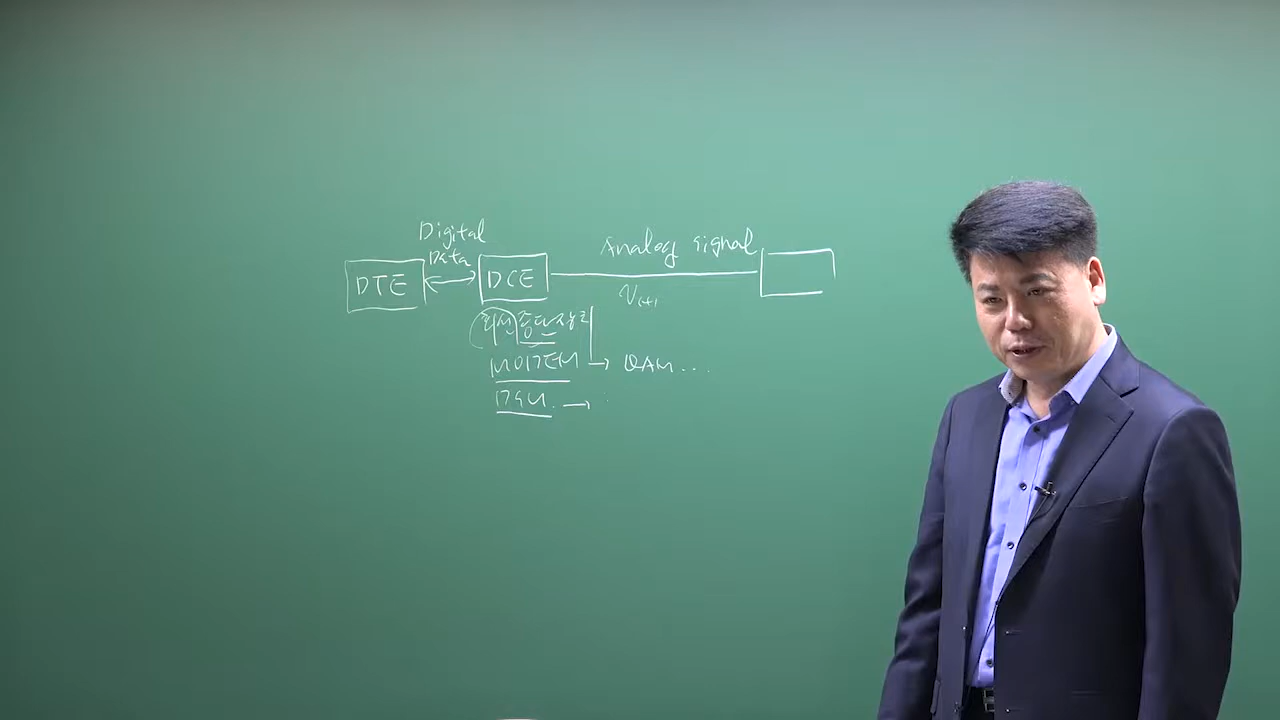 Digital
Data
Analog signal
DTE
DCE
회선종단장치
MODEM → QAM ...
DSU →